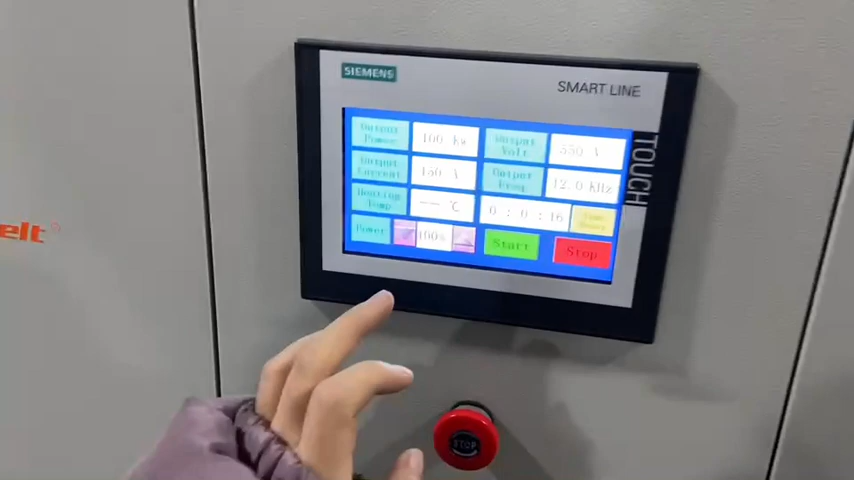 SIEMENS
SMART LINE
TOUCH
Output Power 100 kw Output Volt 550 V
Output Current 150 V Output Freq 12.0 kHz
Heating Temp ---℃ 0 : 0 : 16
Power 100% Start Stop
elt
STOP